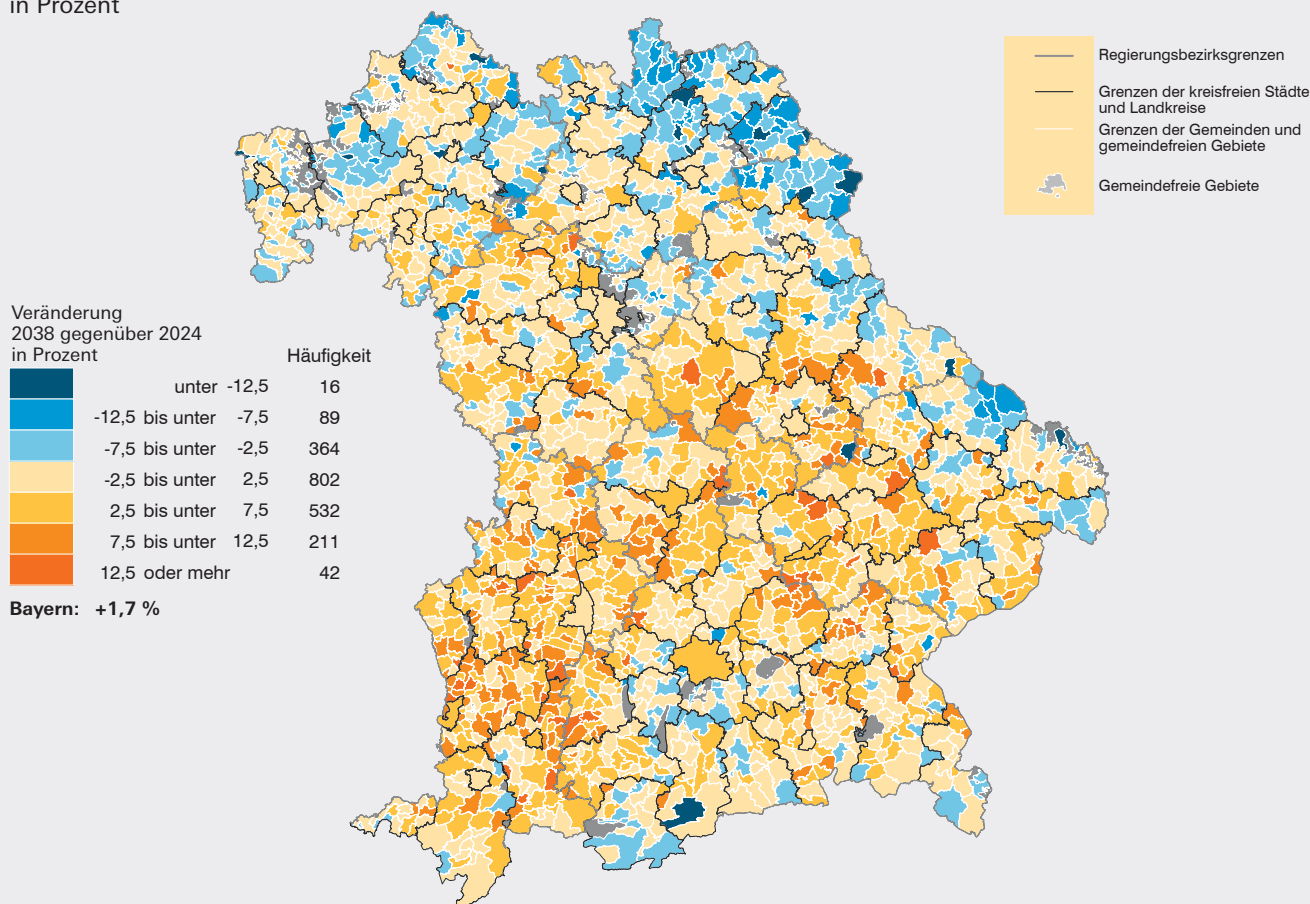 in Prozent
Regierungsbezirksgrenzen
Grenzen der kreisfreien Städte
und Landkreise
Grenzen der Gemeinden und
gemeindefreien Gebiete
Gemeindefreie Gebiete
Veränderung
2038 gegenüber 2024
in Prozent Häufigkeit
unter -12,5 16
-12,5 bis unter -7,5 89
-7,5 bis unter -2,5 364
-2,5 bis unter 2,5 802
2,5 bis unter 7,5 532
7,5 bis unter 12,5 211
12,5 oder mehr 42
Bayern: +1,7 %